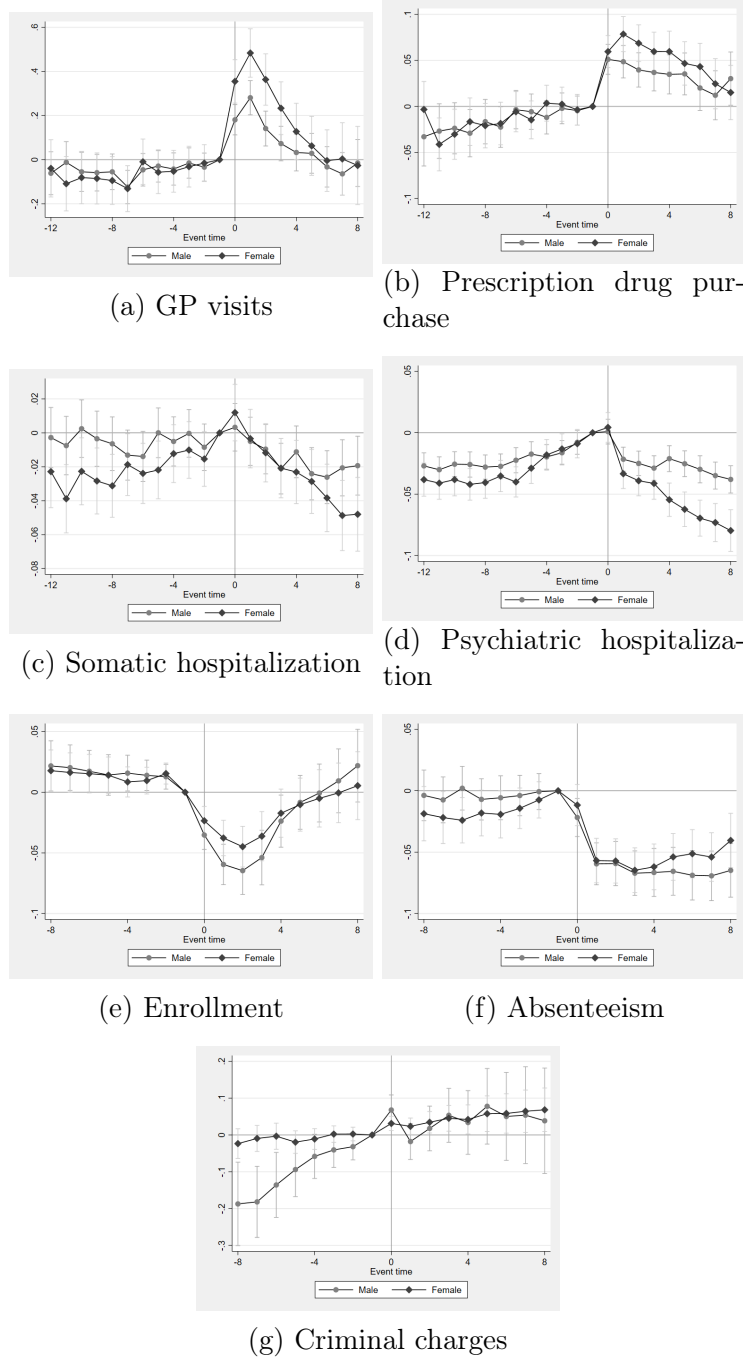 .6
.4
.2
0
-.2
-12
-8
-4
0
4
8
Event time
Male
Female
(a) GP visits
.1
.05
0
-.05
-.1
-12
-8
-4
0
4
8
Event time
Male
Female
(b) Prescription drug pur-
chase
.02
0
-.02
-.04
-.06
-.08
-12
-8
-4
0
4
8
Event time
Male
Female
(c) Somatic hospitalization
.05
0
-.05
-.1
-12
-8
-4
0
4
8
Event time
Male
Female
(d) Psychiatric hospitaliza-
tion
.05
0
-.05
-.1
-8
-4
0
4
8
Event time
Male
Female
(e) Enrollment
.05
0
-.05
-.1
-8
-4
0
4
8
Event time
Male
Female
(f) Absenteeism
.2
.1
0
-.1
-.2
-.3
-8
-4
0
4
8
Event time
Male
Female
(g) Criminal charges